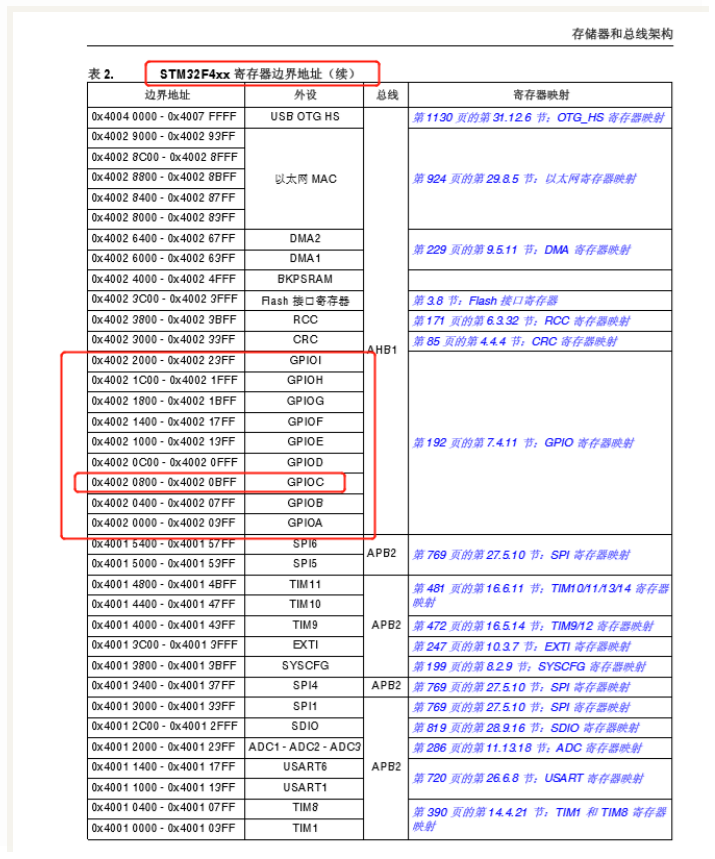 存储器和总线架构
表 2. STM32F4xx 寄存器边界地址（续）
边界地址 外设 总线 寄存器映射
0x4004 0000 - 0x4007 FFFF USB OTG HS 第 1130 页的第 31.12.6 节：OTG_HS 寄存器映射
0x4002 9000 - 0x4002 93FF
0x4002 8C00 - 0x4002 8FFF
0x4002 8800 - 0x4002 8BFF 以太网 MAC 第 924 页的 29.8.5 节：以太网寄存器映射
0x4002 8400 - 0x4002 87FF
0x4002 8000 - 0x4002 83FF
0x4002 6400 - 0x4002 67FF DMA2 第 229 页的第 9.5.11 节：DMA 寄存器映射
0x4002 6000 - 0x4002 63FF DMA1
0x4002 4000 - 0x4002 4FFF BKPSRAM
0x4002 3C00 - 0x4002 3FFF Flash 接口寄存器 第 3.8 节：Flash 接口寄存器
0x4002 3800 - 0x4002 3BFF RCC 第 171 页的第 6.3.32 节：RCC 寄存器映射
0x4002 3000 - 0x4002 33FF CRC 第 85 页的第 4.4.4 节：CRC 寄存器映射
AHB1
0x4002 2000 - 0x4002 23FF GPIOI
0x4002 1C00 - 0x4002 1FFF GPIOH
0x4002 1800 - 0x4002 1BFF GPIOG
0x4002 1400 - 0x4002 17FF GPIOF
0x4002 1000 - 0x4002 13FF GPIOE 第 192 页的第 7.4.11 节：GPIO 寄存器映射
0x4002 0C00 - 0x4002 0FFF GPIOD
0x4002 0800 - 0x4002 0BFF GPIOC
0x4002 0400 - 0x4002 07FF GPIOB
0x4002 0000 - 0x4002 03FF GPIOA
0x4001 5400 - 0x4001 57FF SPI6 APB2 第 769 页的第 27.5.10 节：SPI 寄存器映射
0x4001 5000 - 0x4001 53FF SPI5
0x4001 4800 - 0x4001 4BFF TIM11 第 481 页的第 16.6.11 节：TIM10/11/13/14 寄存器
0x4001 4400 - 0x4001 47FF TIM10 映射
0x4001 4000 - 0x4001 43FF TIM9 APB2 第 472 页的第 16.5.14 节：TIM9/12 寄存器映射
0x4001 3C00 - 0x4001 3FFF EXTI 第 247 页的第 10.3.7 节：EXTI 寄存器映射
0x4001 3800 - 0x4001 3BFF SYSCFG 第 199 页的第 8.2.9 节：SYSCFG 寄存器映射
0x4001 3400 - 0x4001 37FF SPI4 APB2 第 769 页的第 27.5.10 节：SPI 寄存器映射
0x4001 3000 - 0x4001 33FF SPI1 第 769 页的第 27.5.10 节：SPI 寄存器映射
0x4001 2C00 - 0x4001 2FFF SDIO 第 819 页的第 28.9.16 节：SDIO 寄存器映射
0x4001 2000 - 0x4001 23FF ADC1 - ADC2 - ADC3 第 286 页的第 11.13.18 节：ADC 寄存器映射
0x4001 1400 - 0x4001 17FF USART6 APB2 第 720 页的第 26.6.8 节：USART 寄存器映射
0x4001 1000 - 0x4001 13FF USART1
0x4001 0400 - 0x4001 07FF TIM8 第 390 页的第 14.4.21 节：TIM1 和 TIM8 寄存器
0x4001 0000 - 0x4001 03FF TIM1 映射